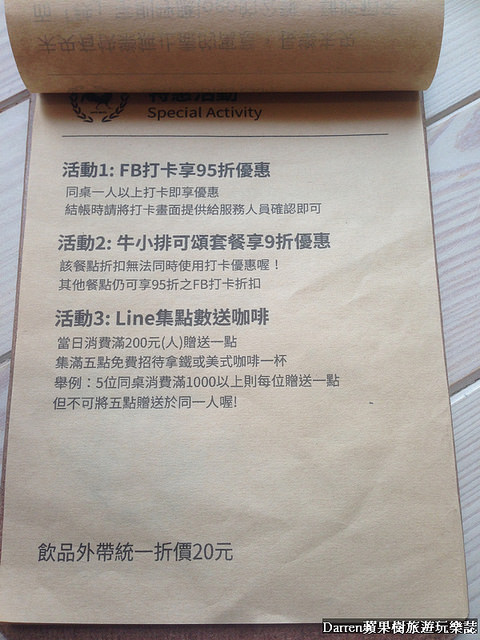 特惠活動
Special Activity
活動1: FB打卡享95折優惠
同桌一人以上打卡即享優惠
結帳時請將打卡畫面提供給服務人員確認即可
活動2: 牛小排可頌套餐享9折優惠
該餐點折扣無法同時使用打卡優惠喔！
其他餐點仍可享95折之FB打卡折扣
活動3: Line集點數送咖啡
當日消費滿200元(人)贈送一點
集滿五點免費招待拿鐵或美式咖啡一杯
舉例：5位同桌消費滿1000以上則每位贈送一點
但不可將五點贈送於同一人喔!
飲品外帶統一折價20元
Darren蘋果樹旅遊玩樂誌